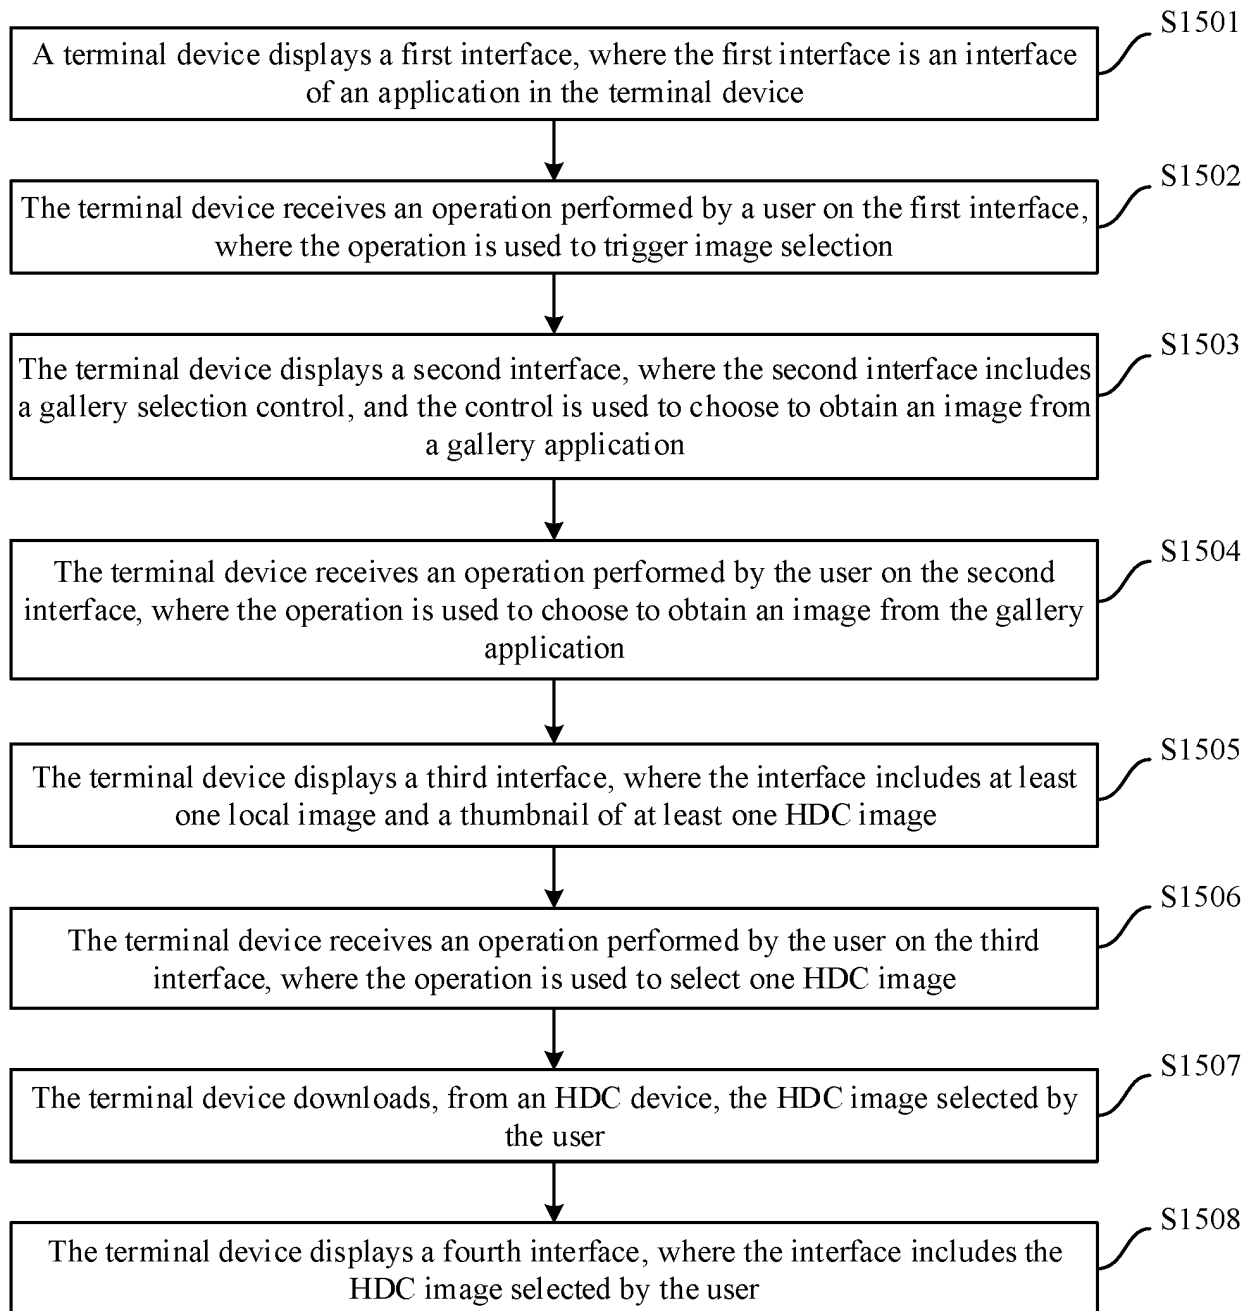 S1501
A terminal device displays a first interface, where the first interface is an interface
of an application in the terminal device
S1502
The terminal device receives an operation performed by a user on the first interface,
where the operation is used to trigger image selection
S1503
The terminal device displays a second interface, where the second interface includes
a gallery selection control, and the control is used to choose to obtain an image from
a gallery application
S1504
The terminal device receives an operation performed by the user on the second
interface, where the operation is used to choose to obtain an image from the gallery
application
S1505
The terminal device displays a third interface, where the interface includes at least
one local image and a thumbnail of at least one HDC image
S1506
The terminal device receives an operation performed by the user on the third
interface, where the operation is used to select one HDC image
S1507
The terminal device downloads, from an HDC device, the HDC image selected by
the user
S1508
The terminal device displays a fourth interface, where the interface includes the
HDC image selected by the user